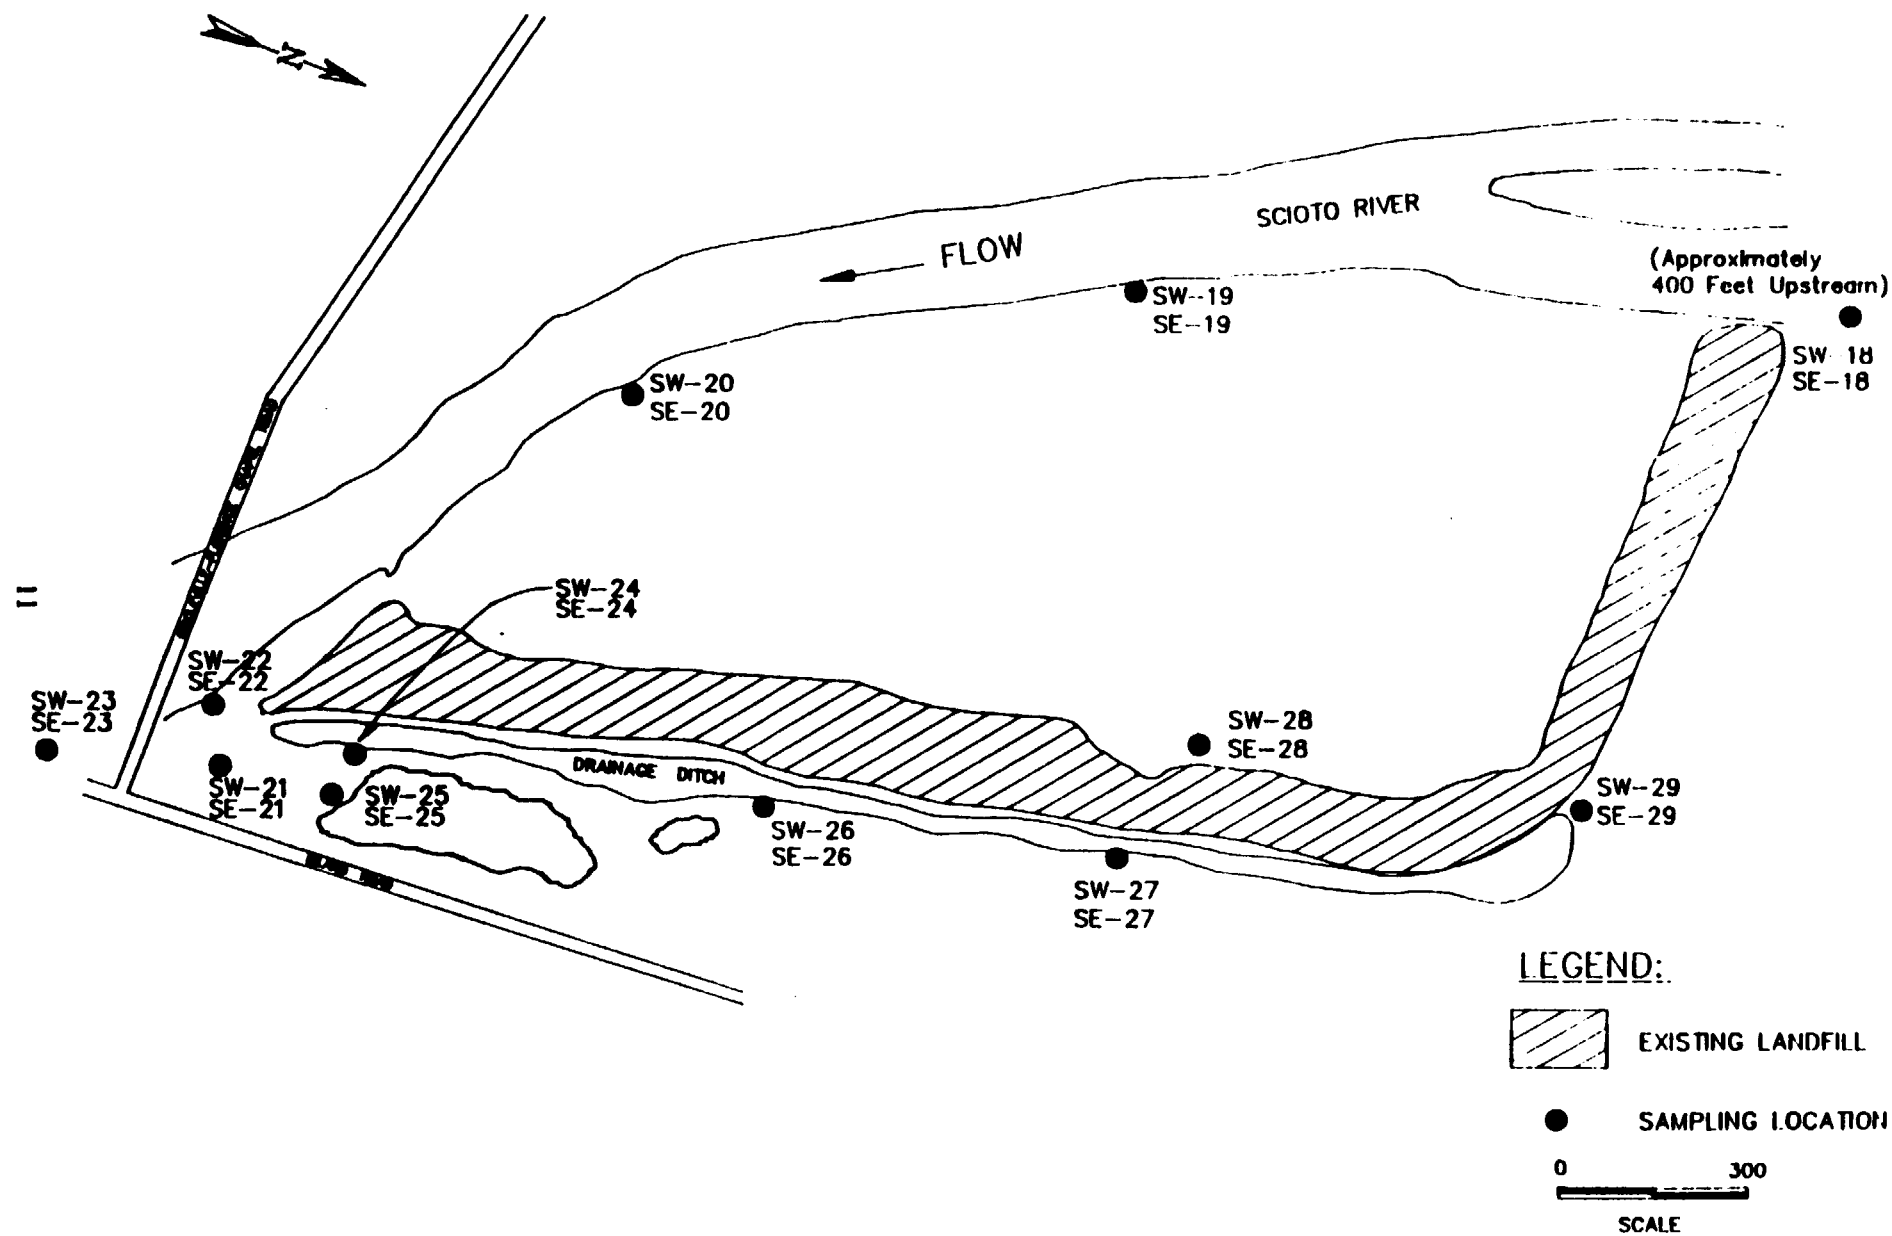 N
SCIOTO RIVER
FLOW
(Approximately
400 Feet Upstream)
SW-19
SE-19
SW 18
SE-18
SW-20
SE-20
SW-24
SE-24
SW-22
SE-22
SW-23
SE-23
SW-28
SE-28
DRAINAGE DITCH
SW-21
SE-21
SW-25
SE-25
SW-29
SE-29
SW-26
SE-26
SW-27
SE-27
LEGEND:
EXISTING LANDFILL
SAMPLING LOCATION
0 300
SCALE